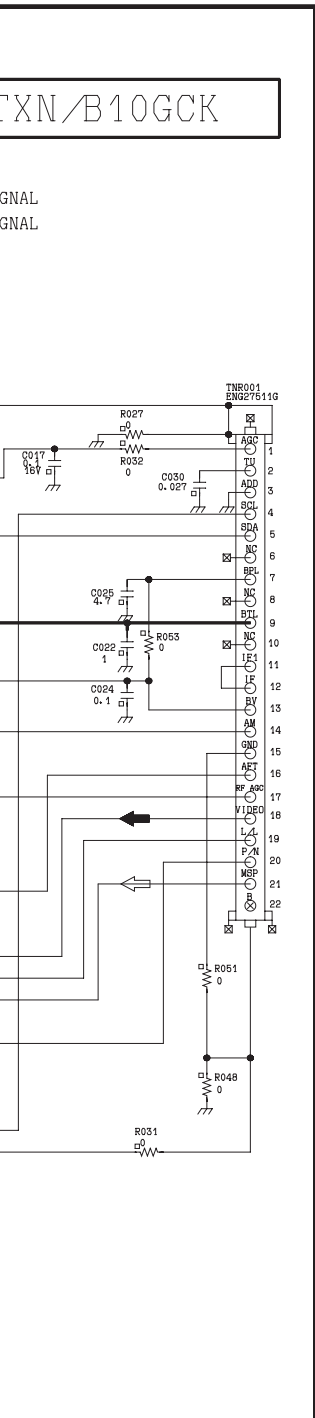 TXN/B10GCK
GNAL
GNAL
TNR001
ENG27511G
R027
0
R032
0
C017
0.1
16V
C030
0.027
AGC 1
TU 2
ADD 3
SCL 4
SDA 5
NC 6
BPL 7
NC 8
BTL 9
NC 10
IF1 11
IF 12
BV 13
AM 14
GND 15
AFT 16
RF AGC 17
VIDEO 18
L/L 19
P/N 20
MSP 21
B 22
C025
4.7
R053
0
C022
1
C024
0.1
R051
0
R048
0
R031
0